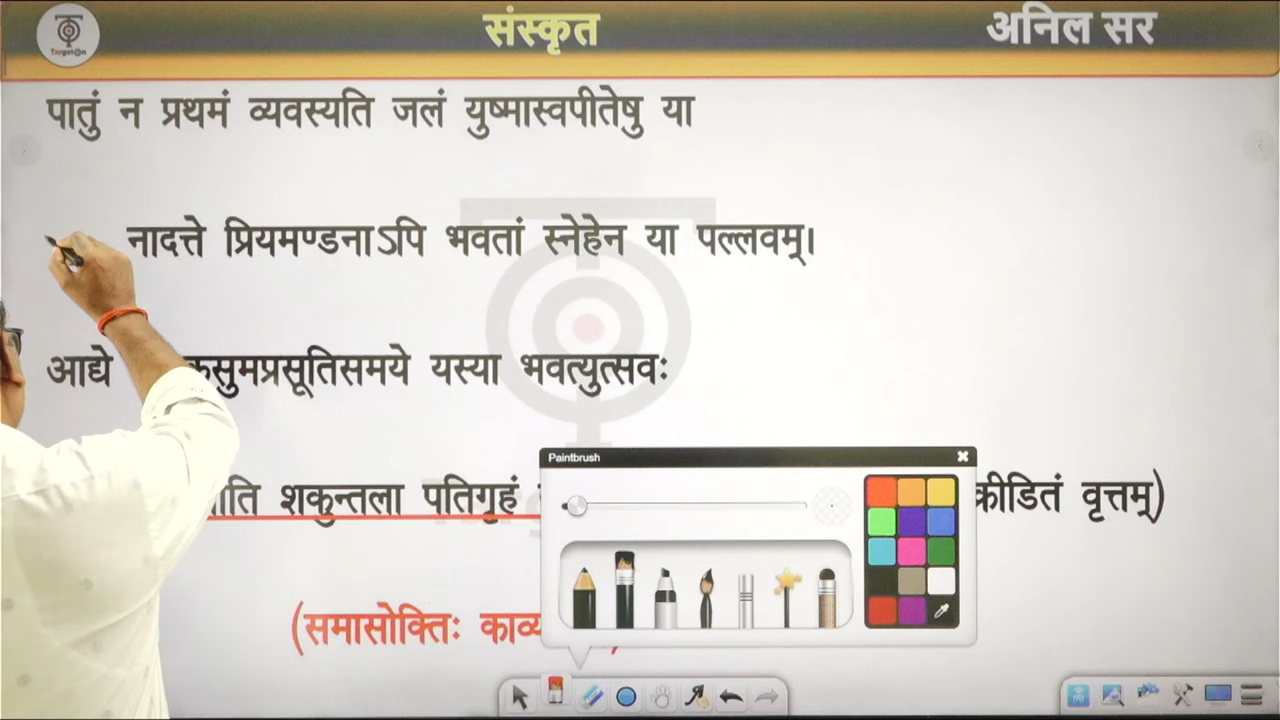 संस्कृत
अनिल सर
Target@n
पातुं न प्रथमं व्यवस्यति जलं युष्मास्वपीतेषु या
नादत्ते प्रियमण्डनाऽपि भवतां स्नेहेन या पल्लवम्।
आद्ये कुसुमप्रसूतिसमये यस्या भवत्युत्सवः
याति शकुन्तला पतिगृहं क्रीडितं वृत्तम्)
Paintbrush
(समासोक्तिः काव्य